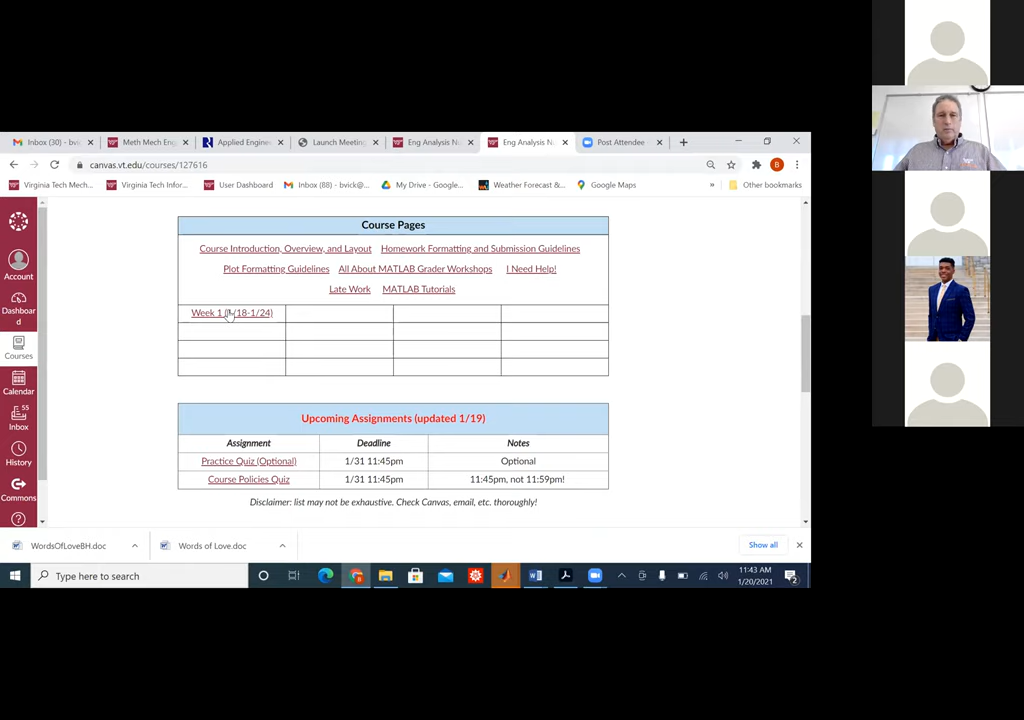 Inbox (30) - bvic
Meth Mech Eng
Applied Enginee
Launch Meeting
Eng Analysis N
Eng Analysis N
Post Attendee
canvas.vt.edu/courses/127616
B
Virginia Tech Mech...
Virginia Tech Infor...
User Dashboard
Inbox (88) - bvick@...
My Drive - Google...
Weather Forecast &...
Google Maps
»
Other bookmarks
Account
Dashboar
d
Courses
Calendar
55
Inbox
History
Commons
Course Pages
Course Introduction, Overview, and Layout Homework Formatting and Submission Guidelines
Plot Formatting Guidelines All About MATLAB Grader Workshops I Need Help!
Late Work MATLAB Tutorials
Week 1 /18-1/24)
Upcoming Assignments (updated 1/19)
Assignment Deadline Notes
Practice Quiz (Optional) 1/31 11:45pm Optional
Course Policies Quiz 1/31 11:45pm 11:45pm, not 11:59pm!
Disclaimer: list may not be exhaustive. Check Canvas, email, etc. thoroughly!
WordsOfLoveBH.doc
Words of Love.doc
Show all
Type here to search
11:43 AM
1/20/2021
2